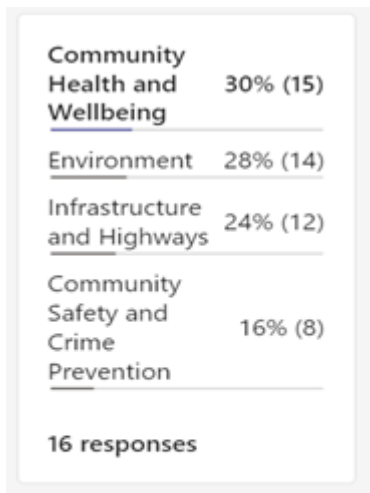 Community
Health and 30% (15)
Wellbeing
Environment 28% (14)
Infrastructure
and Highways 24% (12)
Community
Safety and
Crime 16% (8)
Prevention
16 responses